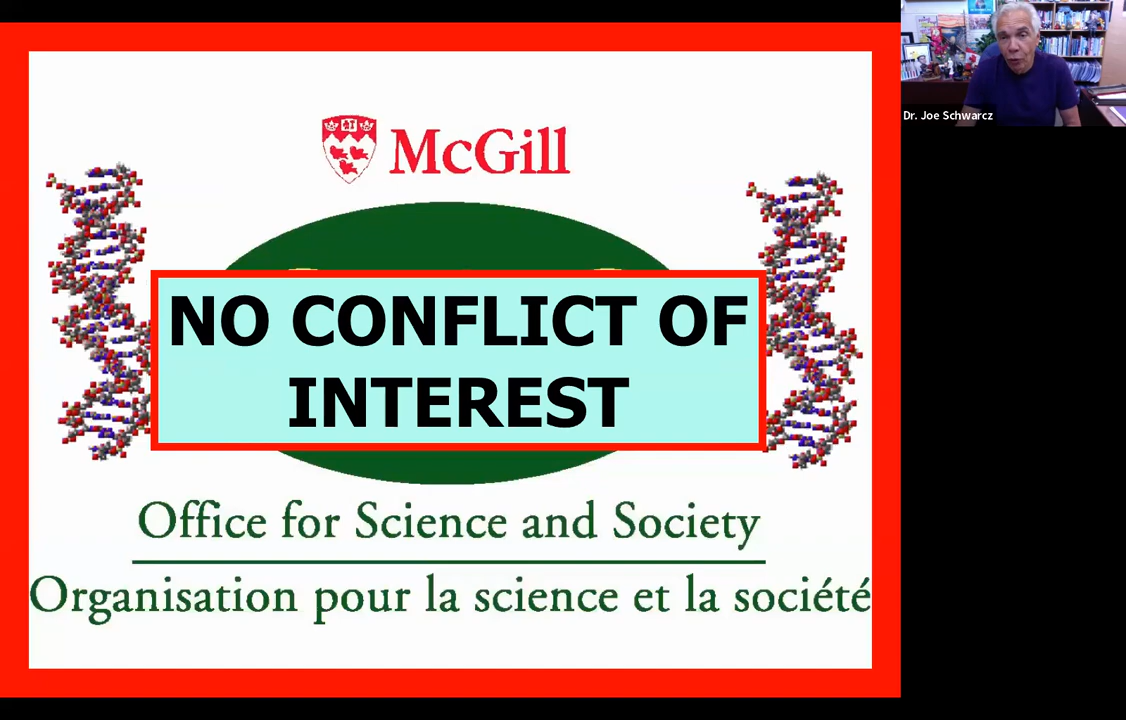 McGill
NO CONFLICT OF
INTEREST
Office for Science and Society
Organisation pour la science et la société
Dr. Joe Schwarcz